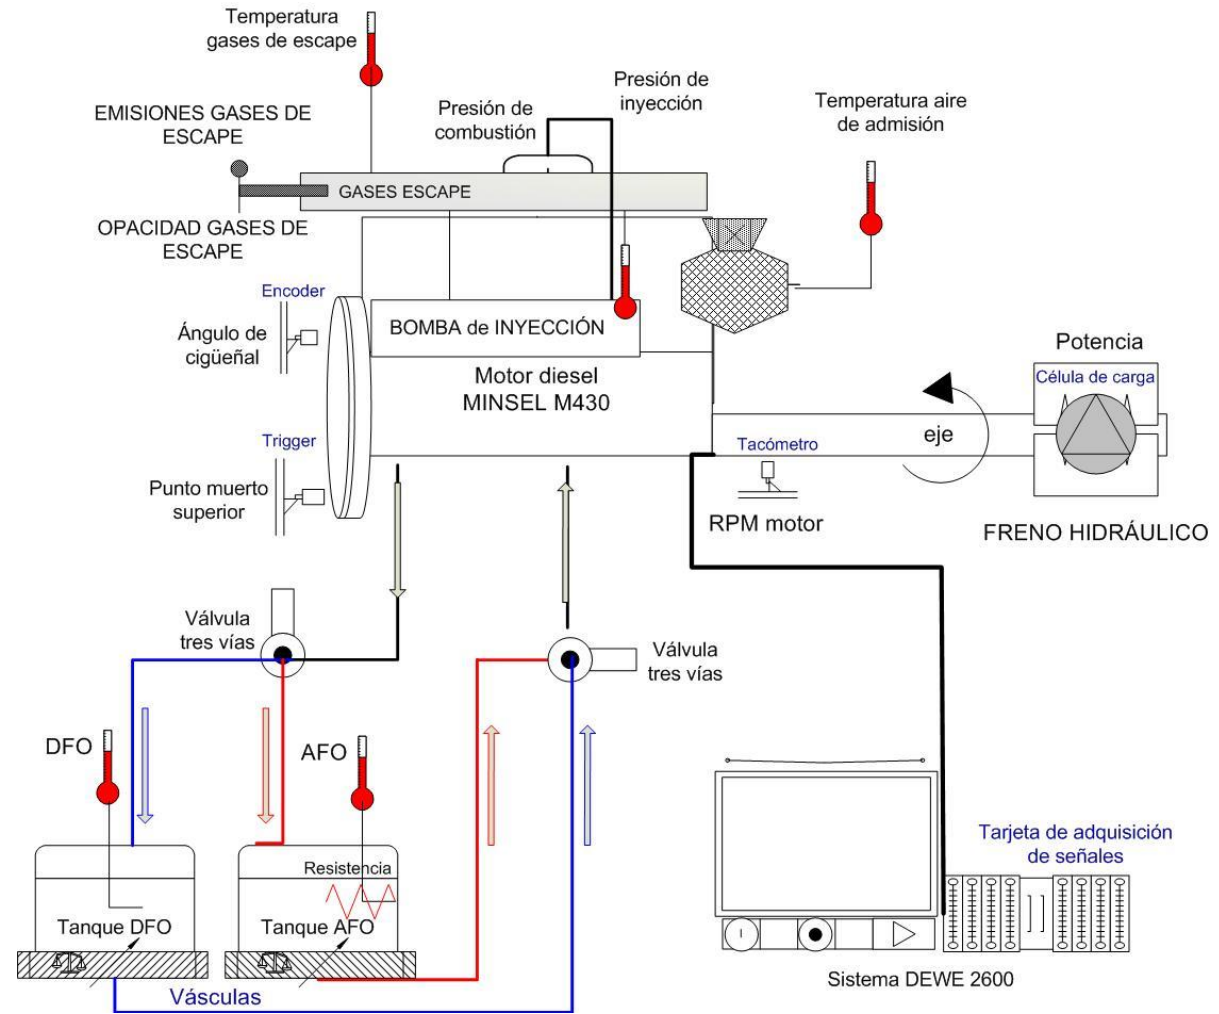 Temperatura
gases de escape
Presión de
inyección
Presión de
combustión
Temperatura aire
de admisión
EMISIONES GASES DE
ESCAPE
GASES ESCAPE
OPACIDAD GASES DE
ESCAPE
Encoder
Ángulo de
cigüeñal
BOMBA de INYECCIÓN
Motor diesel
MINSEL M430
Potencia
Célula de carga
Trigger
Tacómetro
eje
Punto muerto
superior
RPM motor
FRENO HIDRÁULICO
Válvula
tres vías
Válvula
tres vías
DFO
AFO
Resistencia
Tanque DFO
Tanque AFO
Tarjeta de adquisición
de señales
Vásculas
Sistema DEWE 2600